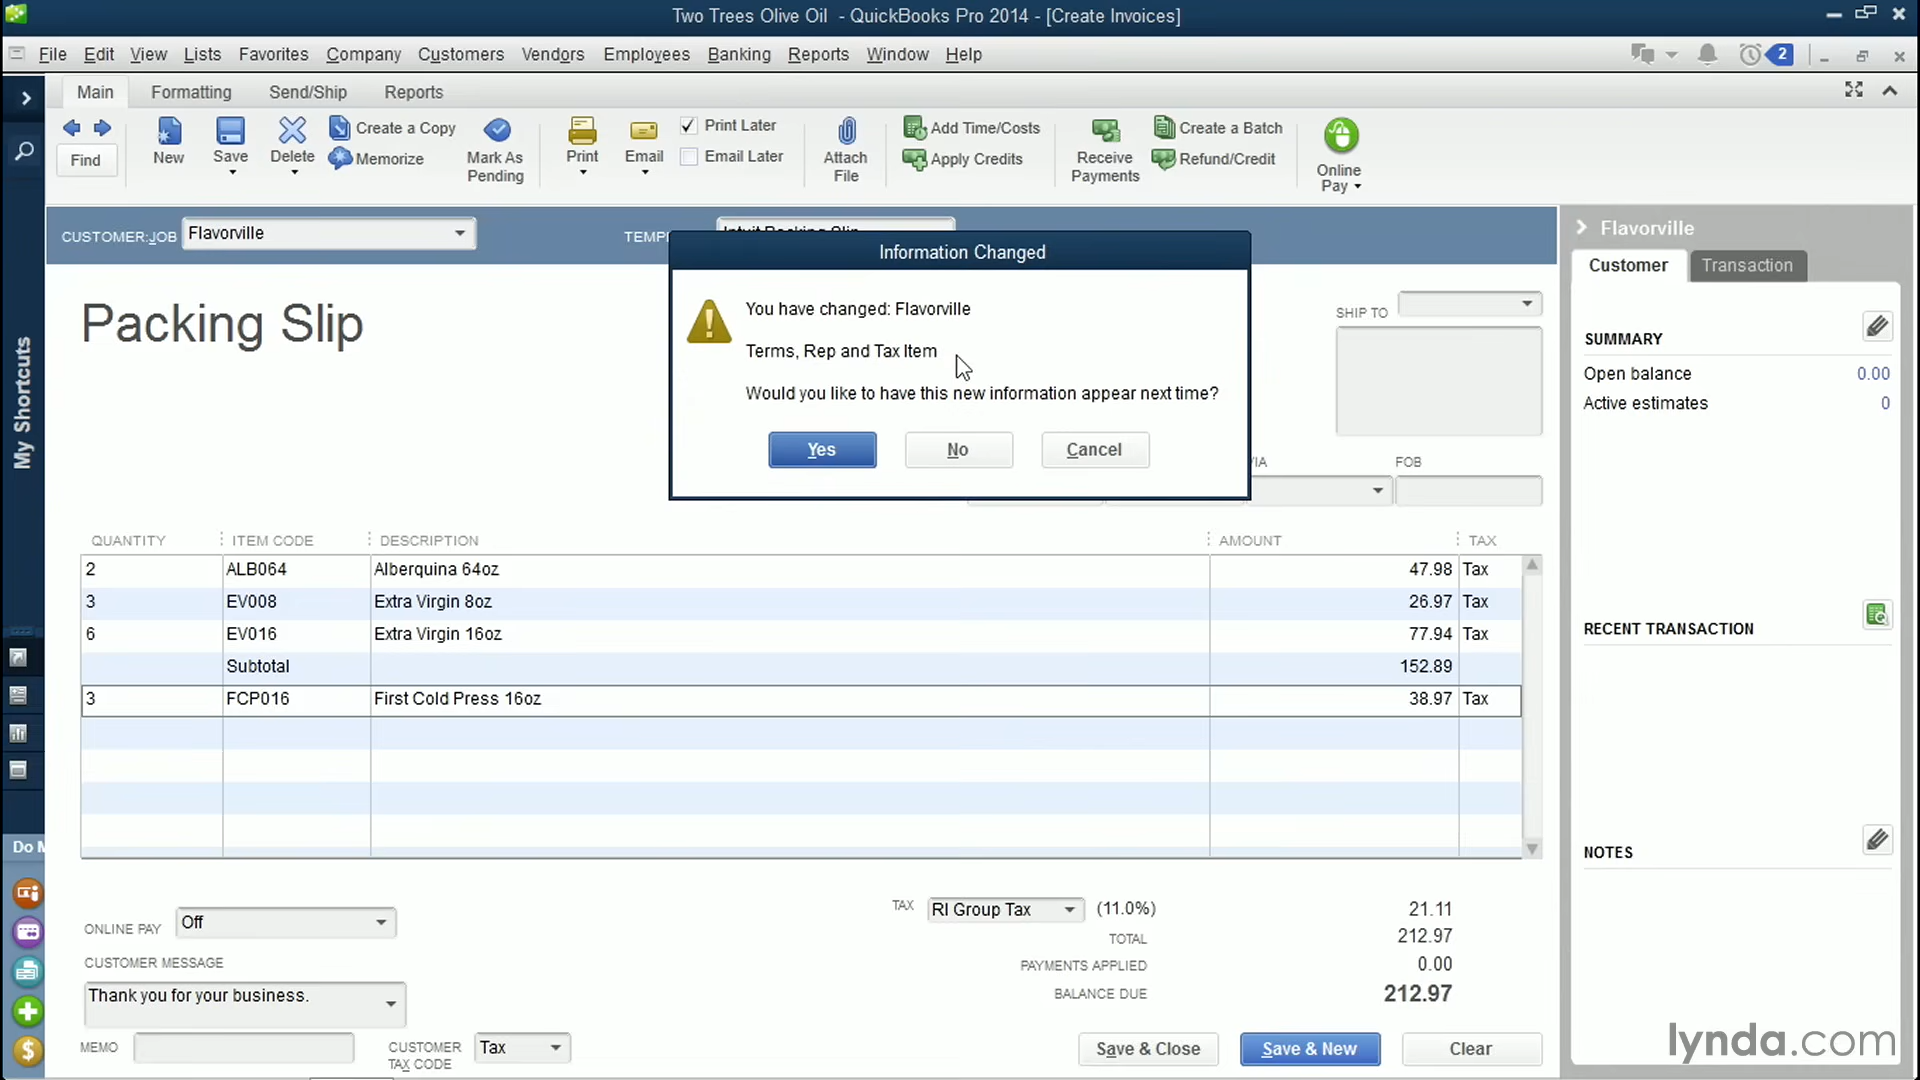 Two Trees Olive Oil - QuickBooks Pro 2014 - [Create Invoices]
File Edit View Lists Favorites Company Customers Vendors Employees Banking Reports Window Help 2
Main Formatting Send/Ship Reports
Find New Save Delete Create a Copy Memorize Mark As Pending Print Email Print Later Email Later Attach File Add Time/Costs Apply Credits Receive Payments Create a Batch Refund/Credit Online Pay
My Shortcuts
Do M
CUSTOMER:JOB Flavorville TEMP Intuit Packing Slip
Packing Slip
SHIP TO
VIA FOB
Information Changed
You have changed: Flavorville
Terms, Rep and Tax Item
Would you like to have this new information appear next time?
Yes No Cancel
QUANTITY ITEM CODE DESCRIPTION AMOUNT TAX
2 ALB064 Alberquina 64oz 47.98 Tax
3 EV008 Extra Virgin 8oz 26.97 Tax
6 EV016 Extra Virgin 16oz 77.94 Tax
Subtotal 152.89
3 FCP016 First Cold Press 16oz 38.97 Tax
ONLINE PAY Off
CUSTOMER MESSAGE
Thank you for your business.
MEMO
CUSTOMER TAX CODE Tax
TAX RI Group Tax (11.0%) 21.11
TOTAL 212.97
PAYMENTS APPLIED 0.00
BALANCE DUE 212.97
Save & Close Save & New Clear
Flavorville
Customer Transaction
SUMMARY
Open balance 0.00
Active estimates 0
RECENT TRANSACTION
NOTES
lynda.com